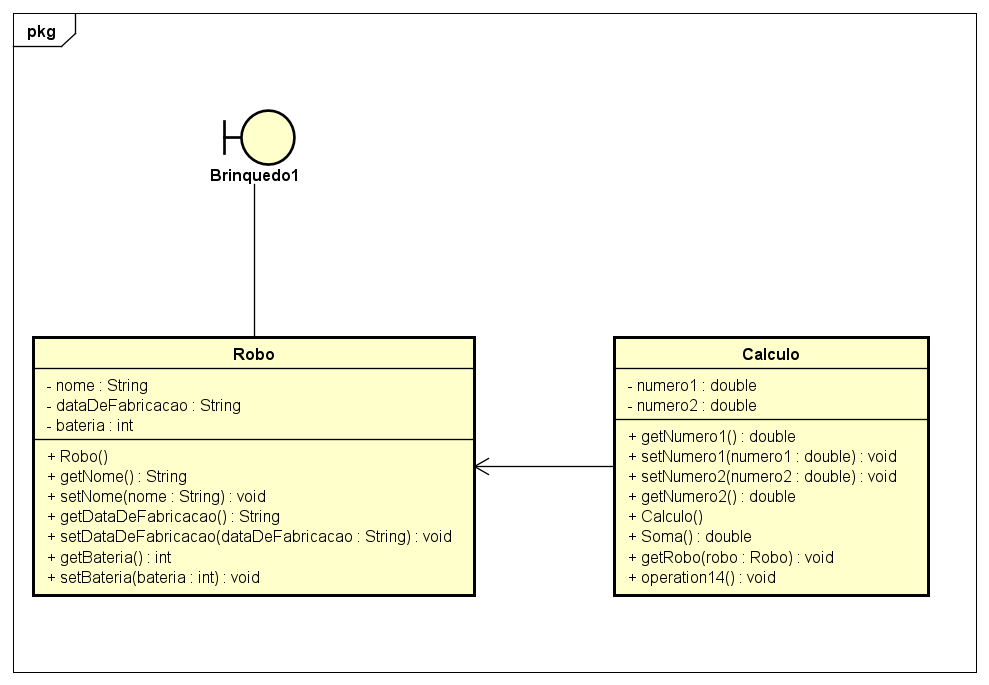 pkg
Brinquedo1
Robo
- nome : String
- dataDeFabricacao : String
- bateria : int
+ Robo()
+ getNome() : String
+ setNome(nome : String) : void
+ getDataDeFabricacao() : String
+ setDataDeFabricacao(dataDeFabricacao : String) : void
+ getBateria() : int
+ setBateria(bateria : int) : void
Calculo
- numero1 : double
- numero2 : double
+ getNumero1() : double
+ setNumero1(numero1 : double) : void
+ setNumero2(numero2 : double) : void
+ getNumero2() : double
+ Calculo()
+ Soma() : double
+ getRobo(robo : Robo) : void
+ operation14() : void